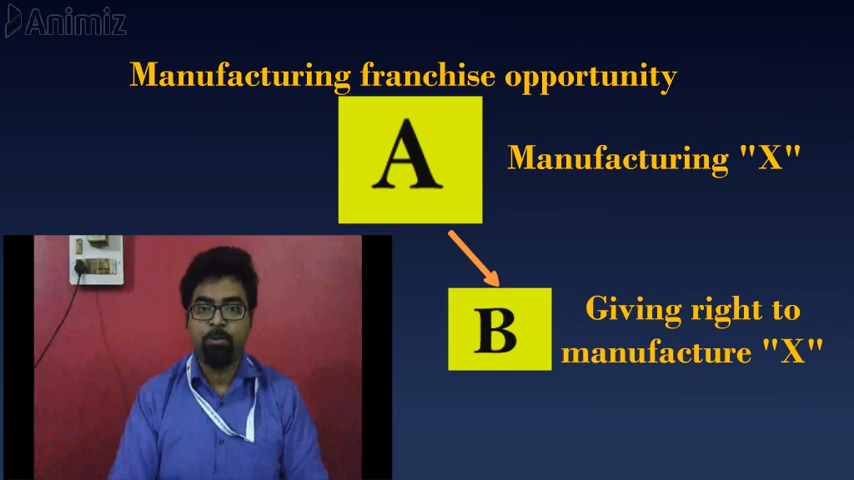 Animiz
Manufacturing franchise opportunity
A
Manufacturing "X"
B
Giving right to
manufacture "X"